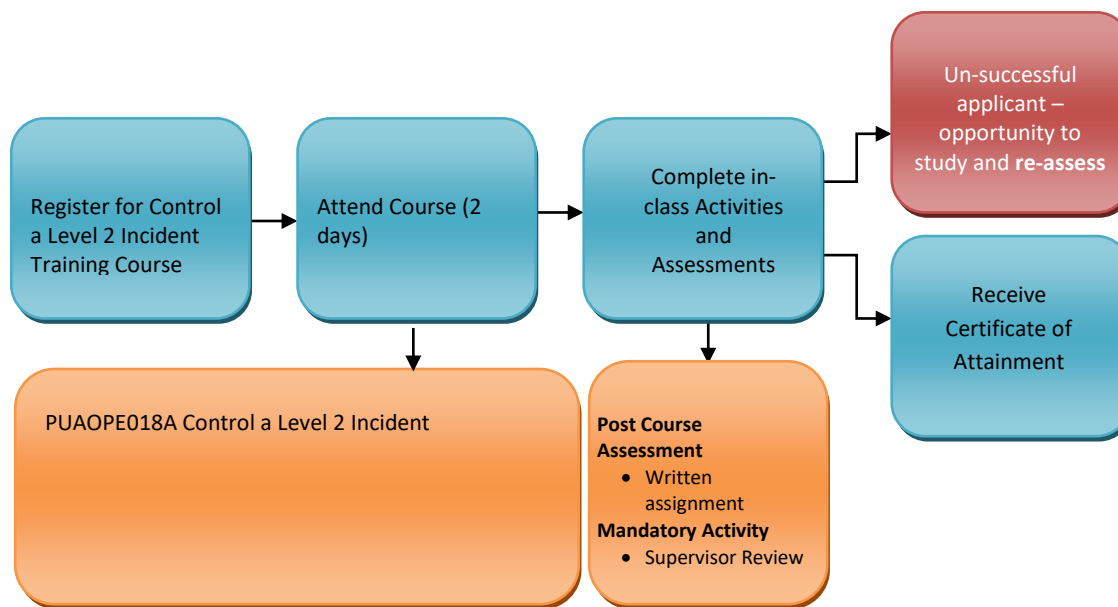 Register for Control
a Level 2 Incident
Training Course
Attend Course (2
days)
Complete in-
class Activities
and
Assessments
Un-successful
applicant –
opportunity to
study and re-assess
Receive
Certificate of
Attainment
PUAOPE018A Control a Level 2 Incident
Post Course
Assessment
• Written
assignment
Mandatory Activity
• Supervisor Review